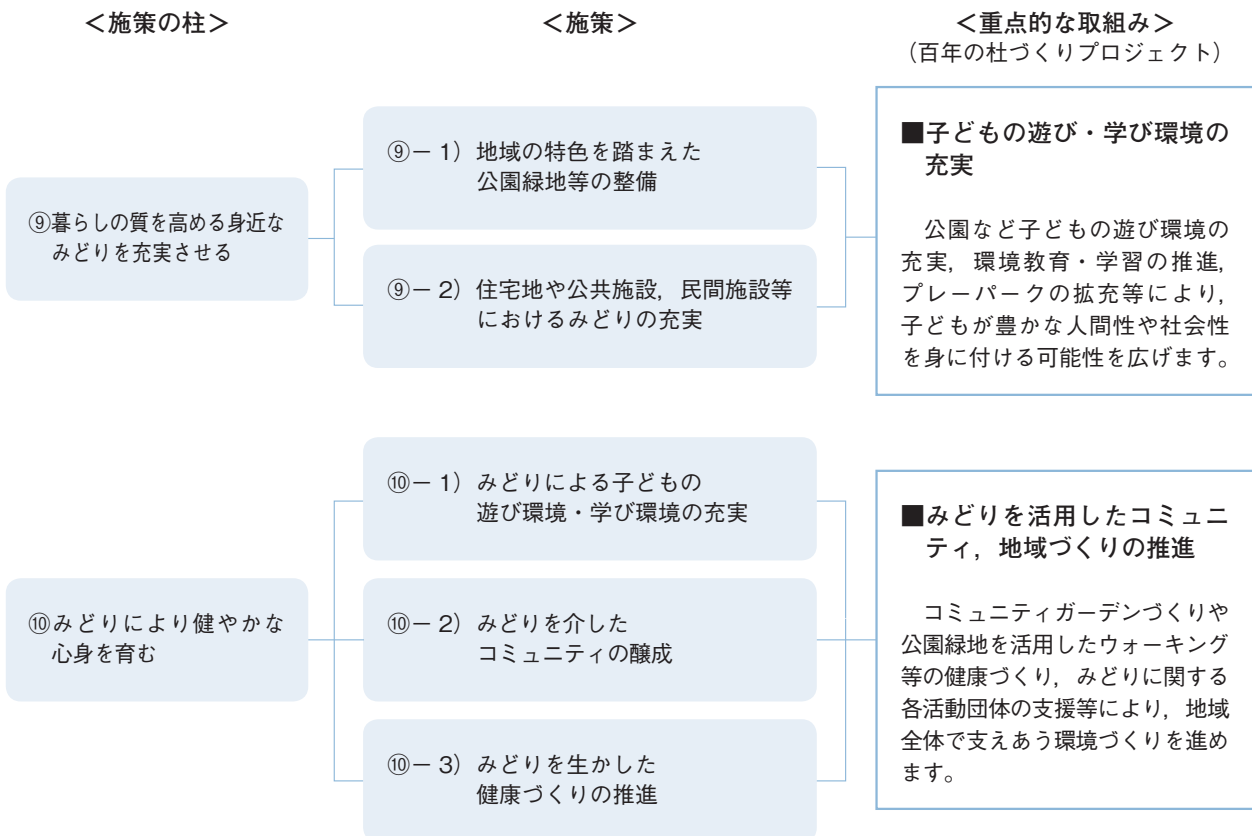 ＜施策の柱＞
＜施策＞
＜重点的な取組み＞
（百年の杜づくりプロジェクト）
⑨暮らしの質を高める身近な
みどりを充実させる
⑨－1）地域の特色を踏まえた
公園緑地等の整備
⑨－2）住宅地や公共施設，民間施設等
におけるみどりの充実
■子どもの遊び・学び環境の
充実
公園など子どもの遊び環境の
充実，環境教育・学習の推進，
プレーパークの拡充等により，
子どもが豊かな人間性や社会性
を身に付ける可能性を広げます。
⑩みどりにより健やかな
心身を育む
⑩－1）みどりによる子どもの
遊び環境・学び環境の充実
⑩－2）みどりを介した
コミュニティの醸成
⑩－3）みどりを生かした
健康づくりの推進
■みどりを活用したコミュニ
ティ，地域づくりの推進
コミュニティガーデンづくりや
公園緑地を活用したウォーキング
等の健康づくり，みどりに関する
各活動団体の支援等により，地域
全体で支えあう環境づくりを進め
ます。